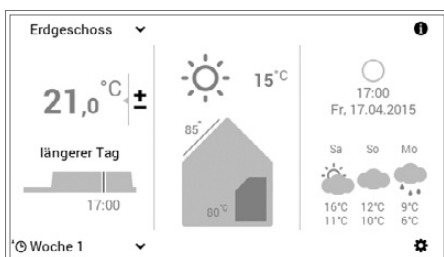 Erdgeschoss
21,0 °C ±
längerer Tag
17:00
Woche 1
15°C
85°
80°C
17:00
Fr, 17.04.2015
Sa So Mo
16°C 12°C 9°C
11°C 10°C 6°C